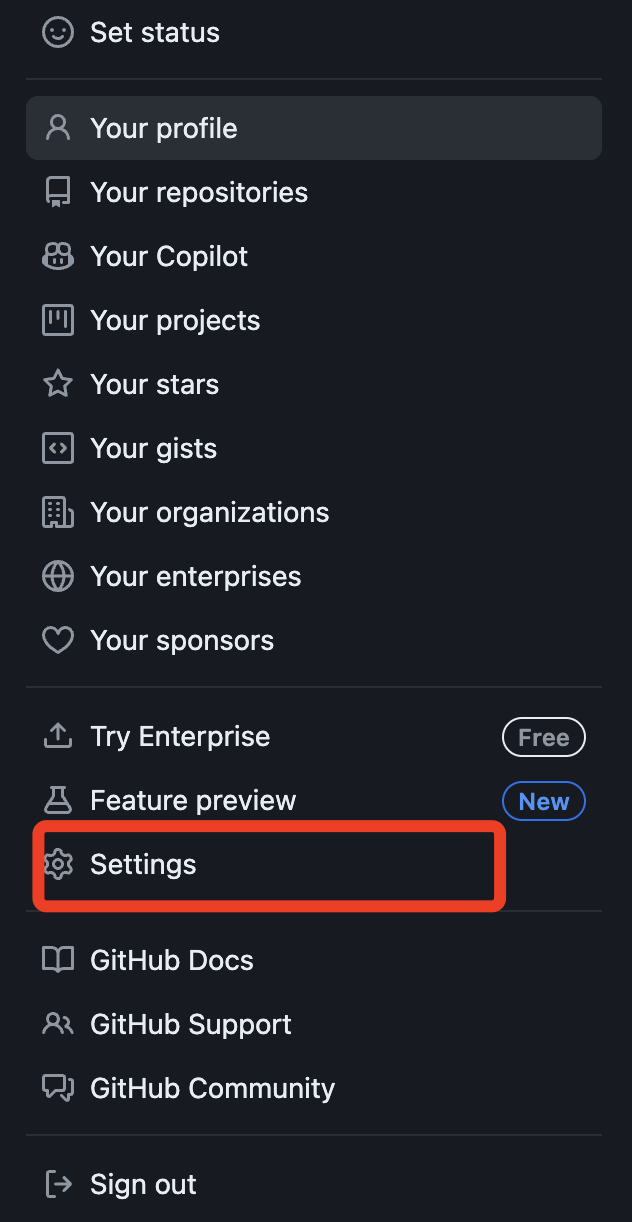 Set status
Your profile
Your repositories
Your Copilot
Your projects
Your stars
Your gists
Your organizations
Your enterprises
Your sponsors
Try Enterprise Free
Feature preview New
Settings
GitHub Docs
GitHub Support
GitHub Community
Sign out